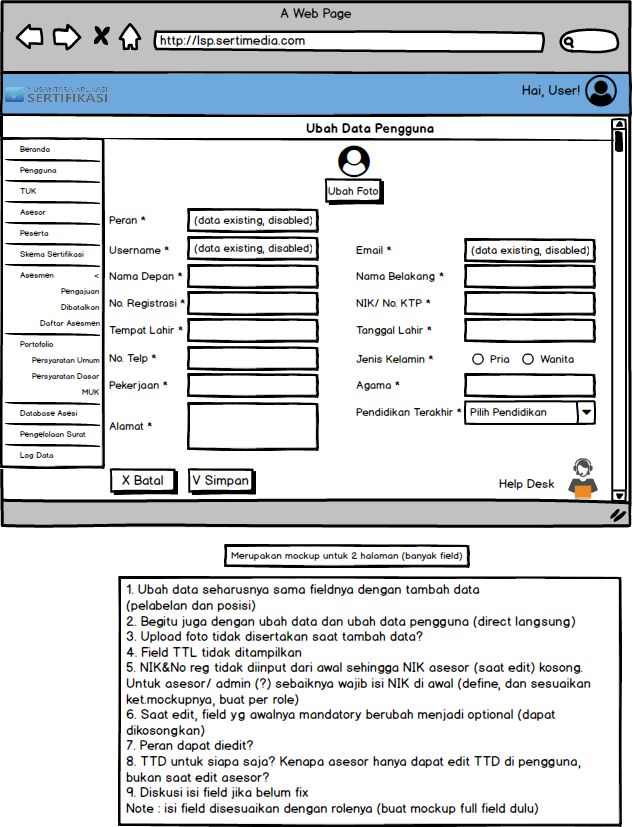 A Web Page
http://lsp.sertimedia.com
NUSANTARA APLIKASI
SERTIFIKASI
Hai, User!
Ubah Data Pengguna
Beranda
Pengguna
TUK
Asesor
Peserta
Skema Sertifikasi
Asesmen <
Pengajuan
Dibatalkan
Daftar Asesmen
Portofolio
Persyaratan Umum
Persyaratan Dasar
MUK
Database Asesi
Pengelolaan Surat
Log Data
Ubah Foto
Peran * (data existing, disabled)
Username * (data existing, disabled) Email * (data existing, disabled)
Nama Depan * Nama Belakang *
No. Registrasi * NIK/ No. KTP *
Tempat Lahir * Tanggal Lahir *
No. Telp * Jenis Kelamin * Pria Wanita
Pekerjaan * Agama *
Alamat * Pendidikan Terakhir * Pilih Pendidikan
X Batal V Simpan Help Desk
Merupakan mockup untuk 2 halaman (banyak field)
1. Ubah data seharusnya sama fieldnya dengan tambah data
(pelabelan dan posisi)
2. Begitu juga dengan ubah data dan ubah data pengguna (direct langsung)
3. Upload foto tidak disertakan saat tambah data?
4. Field TTL tidak ditampilkan
5. NIK&No reg tidak diinput dari awal sehingga NIK asesor (saat edit) kosong.
Untuk asesor/ admin (?) sebaiknya wajib isi NIK di awal (define, dan sesuaikan
ket.mockupnya, buat per role)
6. Saat edit, field yg awalnya mandatory berubah menjadi optional (dapat
dikosongkan)
7. Peran dapat diedit?
8. TTD untuk siapa saja? Kenapa asesor hanya dapat edit TTD di pengguna,
bukan saat edit asesor?
9. Diskusi isi field jika belum fix
Note : isi field disesuaikan dengan rolenya (buat mockup full field dulu)